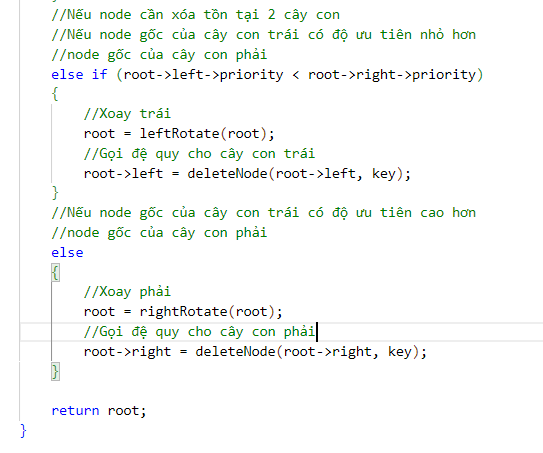 //Nếu node cần xóa tồn tại 2 cây con
//Nếu node gốc của cây con trái có độ ưu tiên nhỏ hơn
//node gốc của cây con phải
else if (root->left->priority < root->right->priority)
{
//Xoay trái
root = leftRotate(root);
//Gọi đệ quy cho cây con trái
root->left = deleteNode(root->left, key);
}
//Nếu node gốc của cây con trái có độ ưu tiên cao hơn
//node gốc của cây con phải
else
{
//Xoay phải
root = rightRotate(root);
//Gọi đệ quy cho cây con phải
root->right = deleteNode(root->right, key);
}
return root;
}